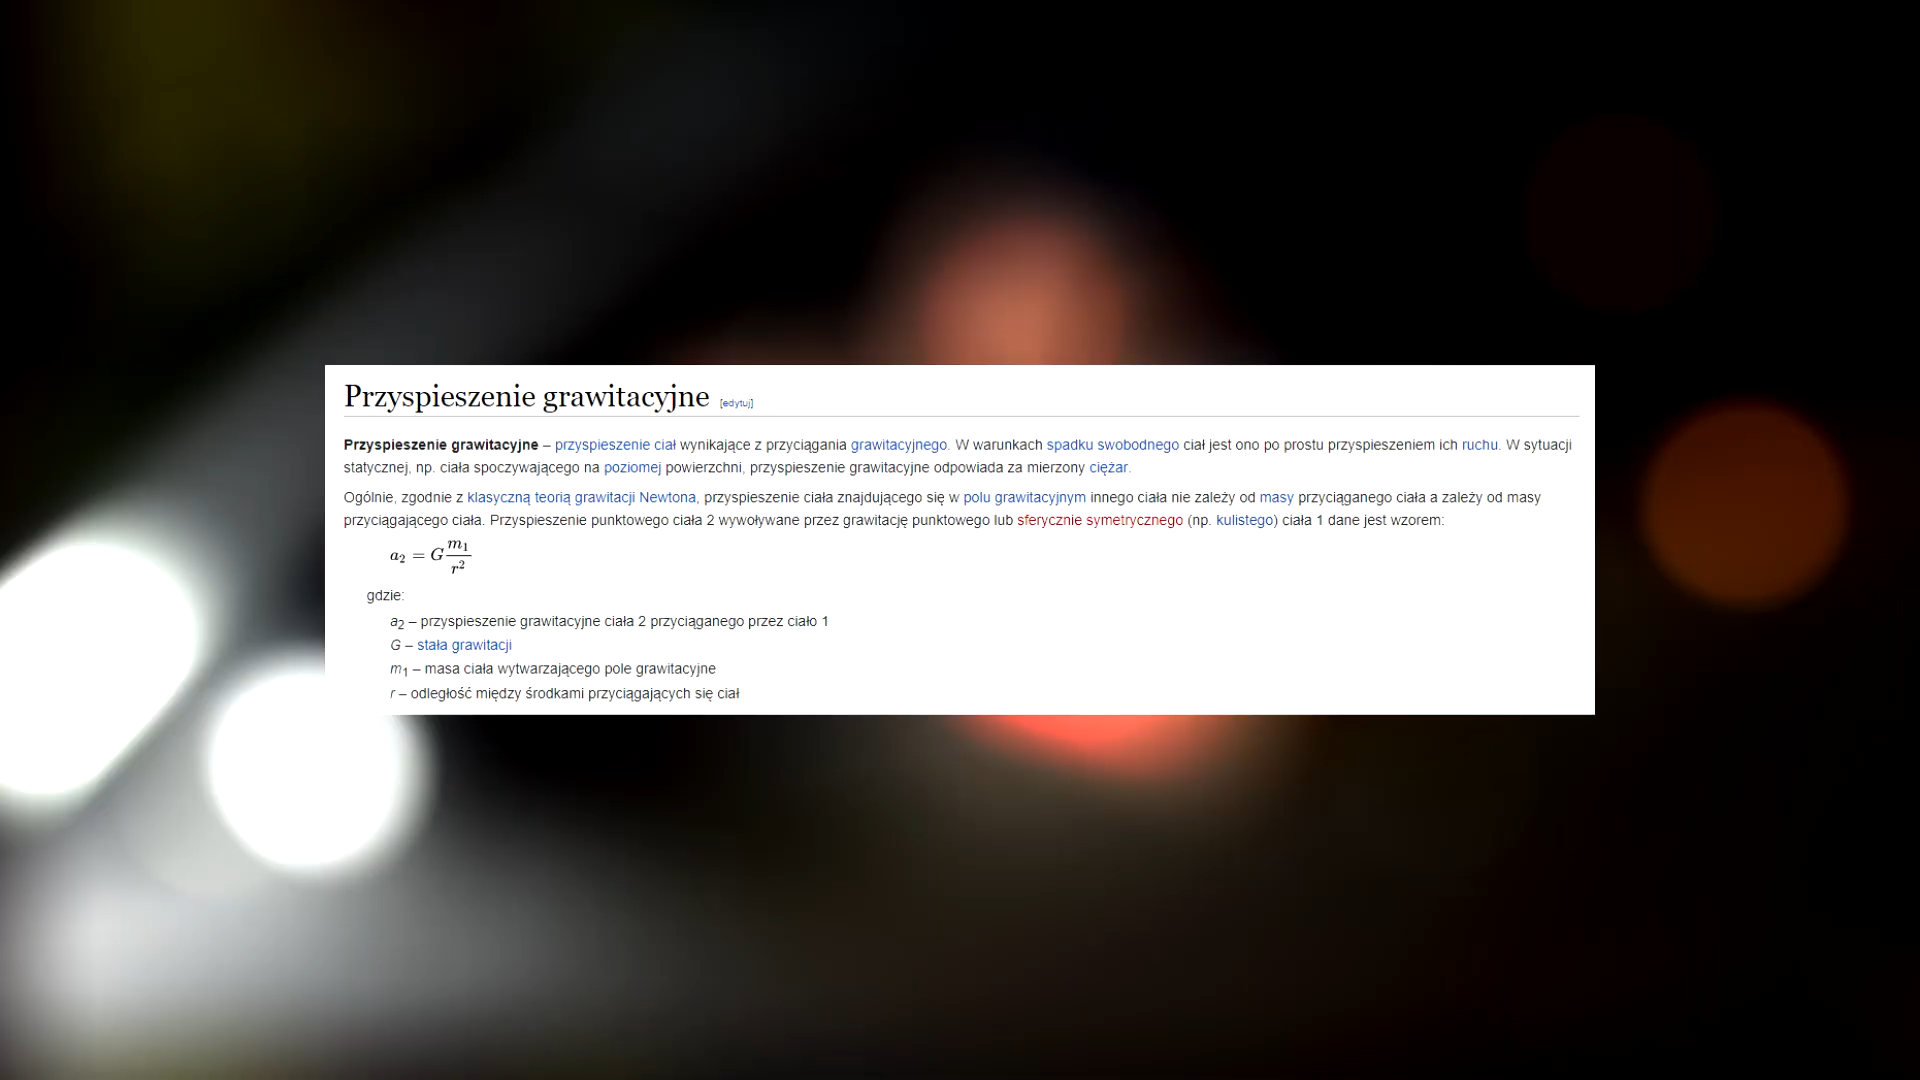 Przyspieszenie grawitacyjne [edytuj]
Przyspieszenie grawitacyjne – przyspieszenie ciał wynikające z przyciągania grawitacyjnego. W warunkach spadku swobodnego ciał jest ono po prostu przyspieszeniem ich ruchu. W sytuacji
statycznej, np. ciała spoczywającego na poziomej powierzchni, przyspieszenie grawitacyjne odpowiada za mierzony ciężar.
Ogólnie, zgodnie z klasyczną teorią grawitacji Newtona, przyspieszenie ciała znajdującego się w polu grawitacyjnym innego ciała nie zależy od masy przyciąganego ciała a zależy od masy
przyciągającego ciała. Przyspieszenie punktowego ciała 2 wywoływane przez grawitację punktowego lub sferycznie symetrycznego (np. kulistego) ciała 1 dane jest wzorem:
a₂ = G m₁/r²
gdzie:
a₂ – przyspieszenie grawitacyjne ciała 2 przyciąganego przez ciało 1
G – stała grawitacji
m₁ – masa ciała wytwarzającego pole grawitacyjne
r – odległość między środkami przyciągających się ciał